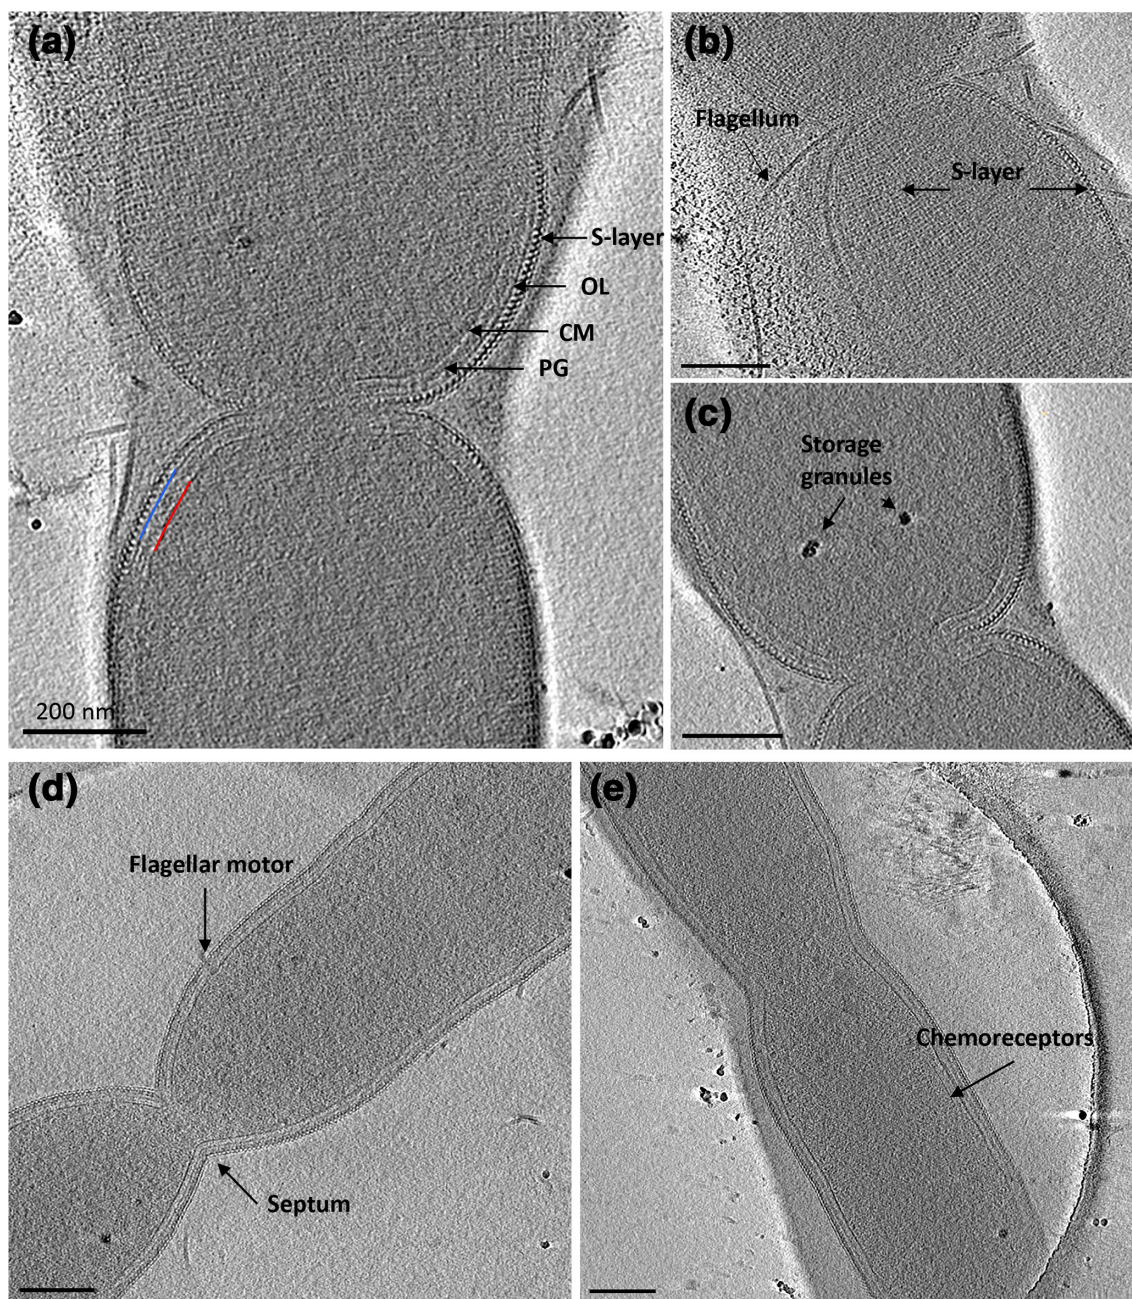 (a)
S-layer
OL
CM
PG
200 nm
(b)
Flagellum
S-layer
(c)
Storage
granules
(d)
Flagellar motor
Septum
(e)
Chemoreceptors